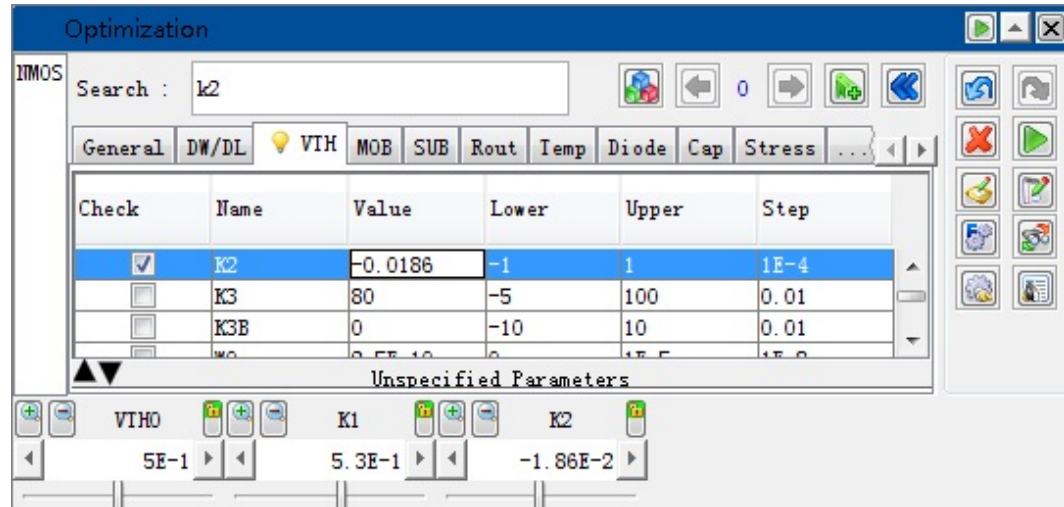 Optimization
NMOS
Search : k2
0
General DW/DL VTH MOB SUB Rout Temp Diode Cap Stress ...
Check Name Value Lower Upper Step
K2 -0.0186 -1 1 1E-4
K3 80 -5 100 0.01
K3B 0 -10 10 0.01
Unspecified Parameters
VTH0 K1 K2
5E-1 5.3E-1 -1.86E-2